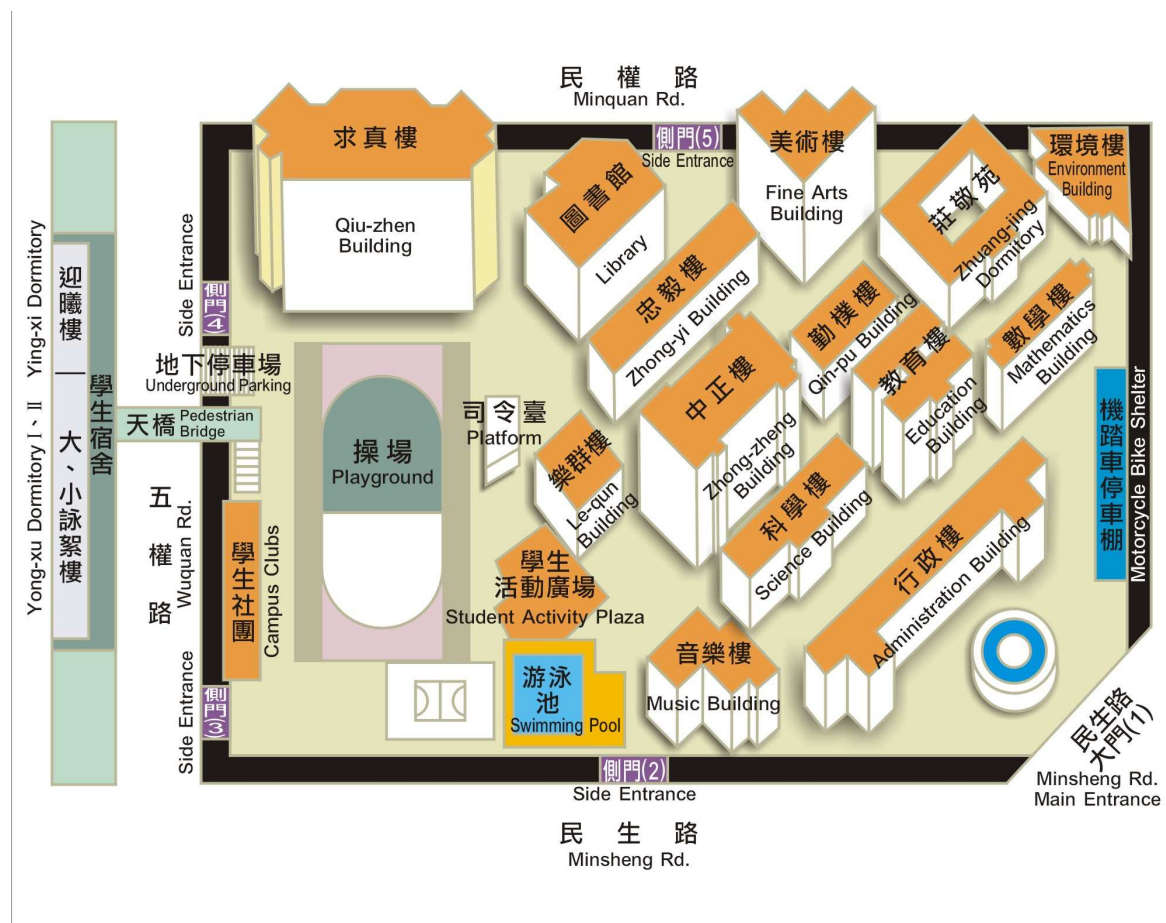 民權路
Minquan Rd.
求真樓
Qiu-zhen
Building
圖書館
Library
側門(5)
Side Entrance
美術樓
Fine Arts
Building
莊敬苑
Zhuang-jing
Dormitory
環境樓
Environment
Building
忠毅樓
Zhong-yi Building
勤樸樓
Qin-pu Building
教育樓
Education
Building
數學樓
Mathematics
Building
中正樓
Zhong-zheng
Building
Side Entrance
側門(4)
地下停車場
Underground Parking
天橋
Pedestrian
Bridge
學生宿舍
迎曦樓
大、小詠絮樓
Ying-xi Dormitory
Yong-xu Dormitory I、II
五權路
Wuquan Rd.
操場
Playground
司令臺
Platform
樂群樓
Le-qun
Building
學生社團
Campus Clubs
學生
活動廣場
Student Activity Plaza
科學樓
Science Building
行政樓
Administration Building
機踏車停車棚
Motorcycle Bike Shelter
Side Entrance
側門(3)
游泳
池
Swimming Pool
音樂樓
Music Building
側門(2)
Side Entrance
民生路
大門(1)
Minsheng Rd.
Main Entrance
民生路
Minsheng Rd.